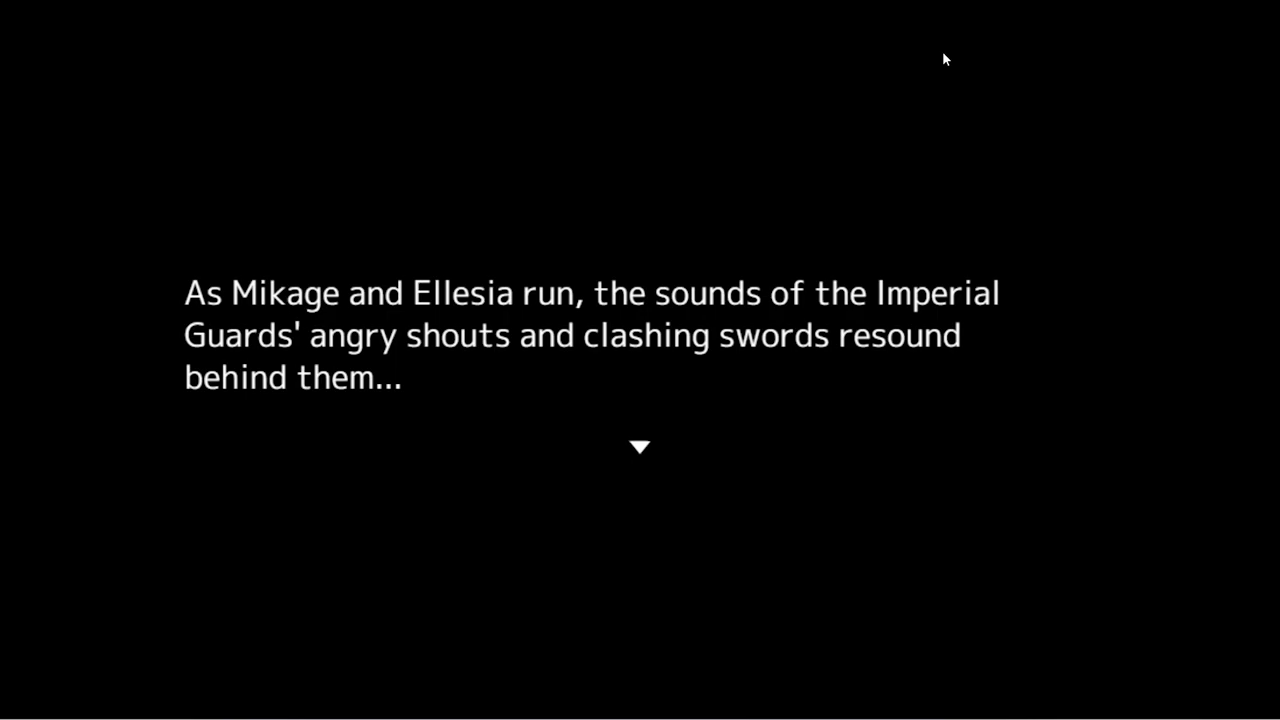 As Mikage and Ellesia run, the sounds of the Imperial
Guards' angry shouts and clashing swords resound
behind them...